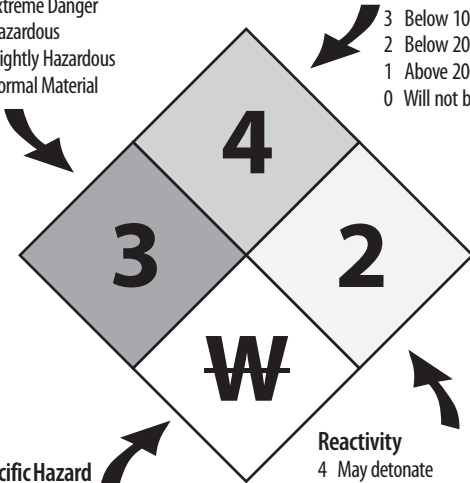 xtreme Danger
azardous
ightly Hazardous
ormal Material
3 Below 10
2 Below 20
1 Above 20
0 Will not b
4
3
2
W
cific Hazard
Reactivity
4 May detonate